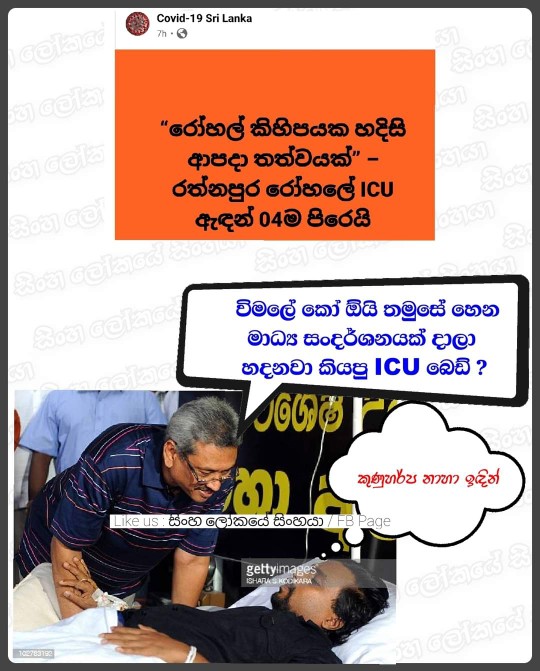 Covid-19 Sri Lanka
7h ·
“රෝහල් කිහිපයක හදිසි
ආපදා තත්වයක්” –
රත්නපුර රෝහලේ ICU
ඇඳන් 04ම පිරෙයි
විමලේ කෝ ඕයි තමුසේ හෙන
මාධ්‍ය සංදර්ශනයක් දාලා
හදනවා කියපු ICU බෙඩ් ?
කුණුහර්ප නාහා ඉඳින්
Like us : සිංහ ලෝකයේ සිංහයා / FB Page
gettyimages
ISHARA S. KODIKARA
102763190